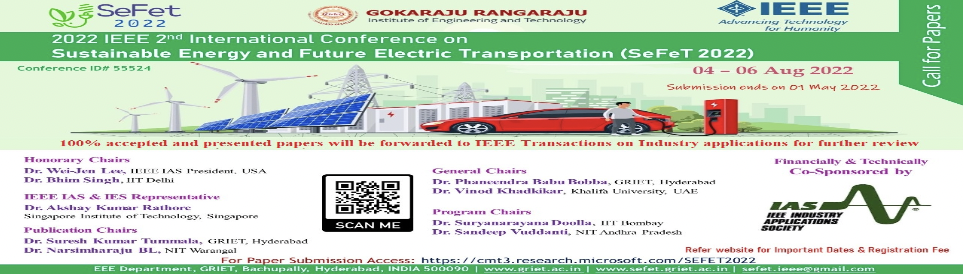 SeFet
2022
GOKARAJU RANGARAJU
Institute of Engineering and Technology
IEEE
Advancing Technology
for Humanity
Call for Papers
2022 IEEE 2nd International Conference on
Sustainable Energy and Future Electric Transportation (SeFeT 2022)
Conference ID# 55524
04 – 06 Aug 2022
Submission ends on 01 May 2022
100% accepted and presented papers will be forwarded to IEEE Transactions on Industry applications for further review
Honorary Chairs
Dr. Wei-Jen Lee, IEEE IAS President, USA
Dr. Bhim Singh, IIT Delhi
IEEE IAS & IES Representative
Dr. Akshay Kumar Rathore
Singapore Institute of Technology, Singapore
Publication Chairs
Dr. Suresh Kumar Tummala, GRIET, Hyderabad
Dr. Narsimharaju BL, NIT Warangal
SCAN ME
General Chairs
Dr. Phaneendra Babu Bobba, GRIET, Hyderabad
Dr. Vinod Khadkikar, Khalifa University, UAE
Program Chairs
Dr. Suryanarayana Doolla, IIT Bombay
Dr. Sandeep Vuddanti, NIT Andhra Pradesh
Financially & Technically
Co-Sponsored by
IAS
IEEE INDUSTRY
APPLICATIONS
SOCIETY
Refer website for Important Dates & Registration Fee
For Paper Submission Access: https://cmt3.research.microsoft.com/SEFET2022
EEE Department, GRIET, Bachupally, Hyderabad, INDIA 500090 | www.griet.ac.in | www.sefet.griet.ac.in | sefet.ieee@gmail.com